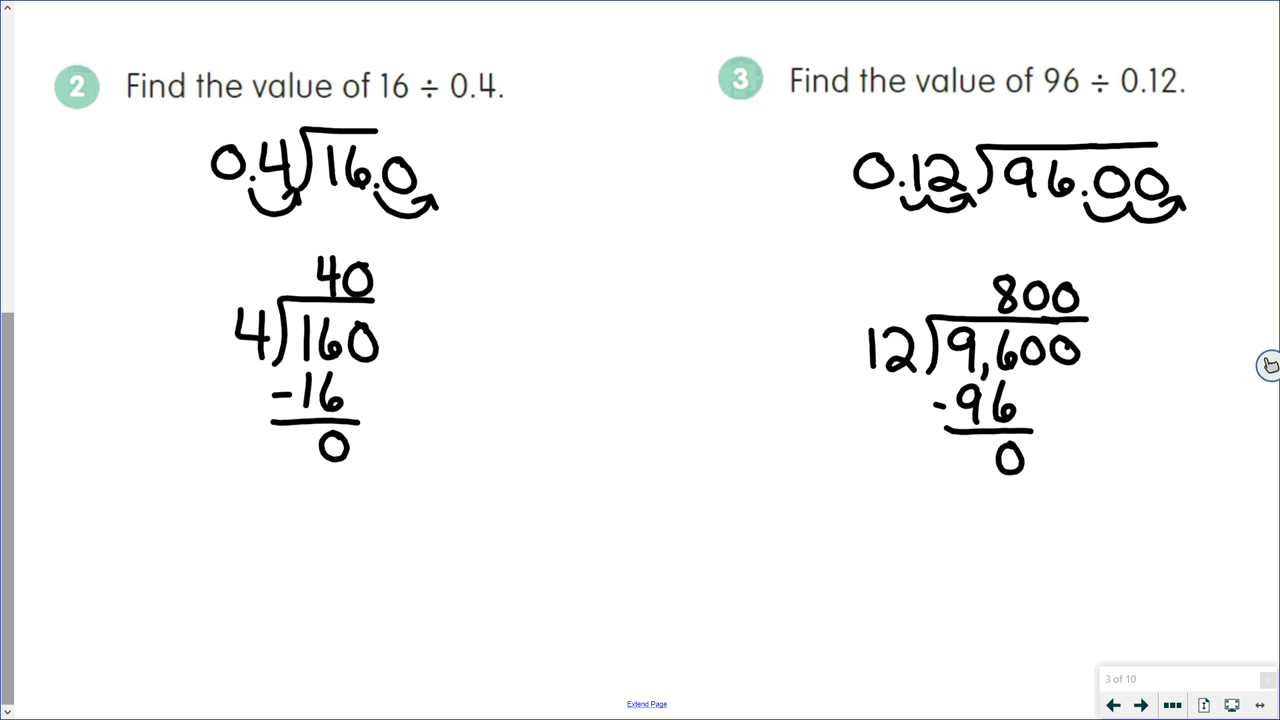 2 Find the value of 16 ÷ 0.4.
0.4)16.0
40
4)160
-16
0
3 Find the value of 96 ÷ 0.12.
0.12)96.00
800
12)9,600
-96
0
3 of 10
Extend Page